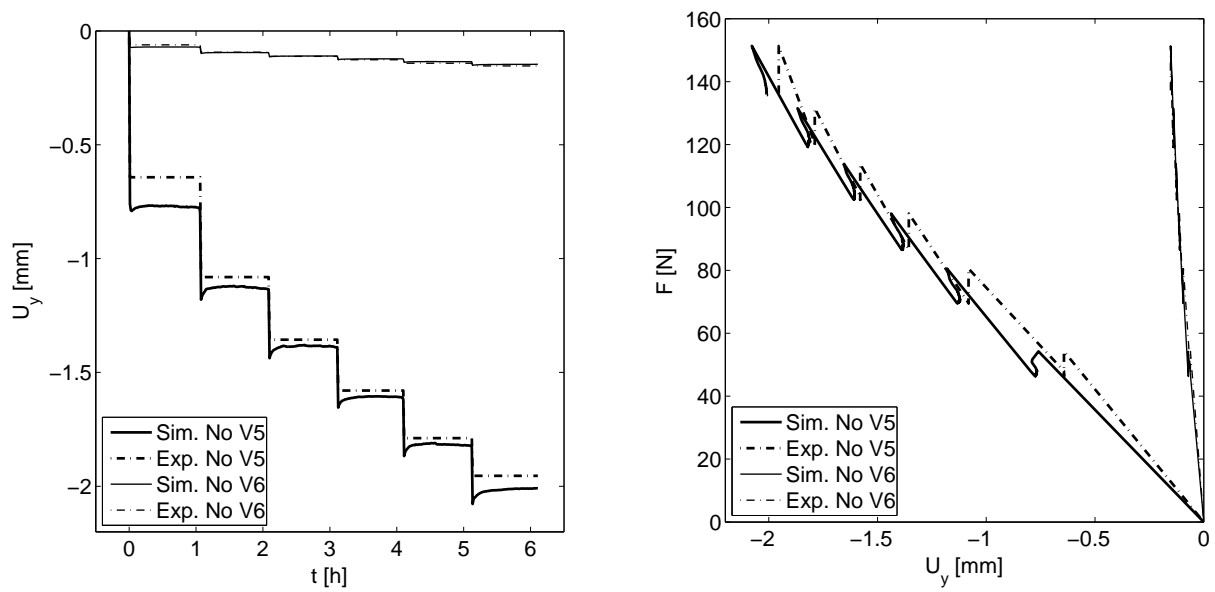 0
−0.5
−1
−1.5
−2
U_y [mm]
0 1 2 3 4 5 6
t [h]
Sim. No V5
Exp. No V5
Sim. No V6
Exp. No V6
160
140
120
100
80
60
40
20
0
F [N]
−2 −1.5 −1 −0.5 0
U_y [mm]
Sim. No V5
Exp. No V5
Sim. No V6
Exp. No V6